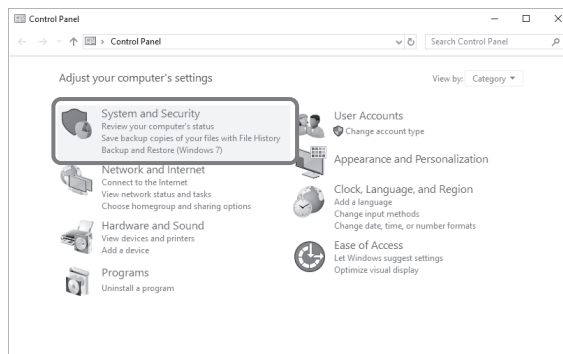 Control Panel
Control Panel
Search Control Panel
Adjust your computer's settings
View by: Category
System and Security
Review your computer's status
Save backup copies of your files with File History
Backup and Restore (Windows 7)
Network and Internet
Connect to the Internet
View network status and tasks
Choose homegroup and sharing options
Hardware and Sound
View devices and printers
Add a device
Programs
Uninstall a program
User Accounts
Change account type
Appearance and Personalization
Clock, Language, and Region
Add a language
Change input methods
Change date, time, or number formats
Ease of Access
Let Windows suggest settings
Optimize visual display